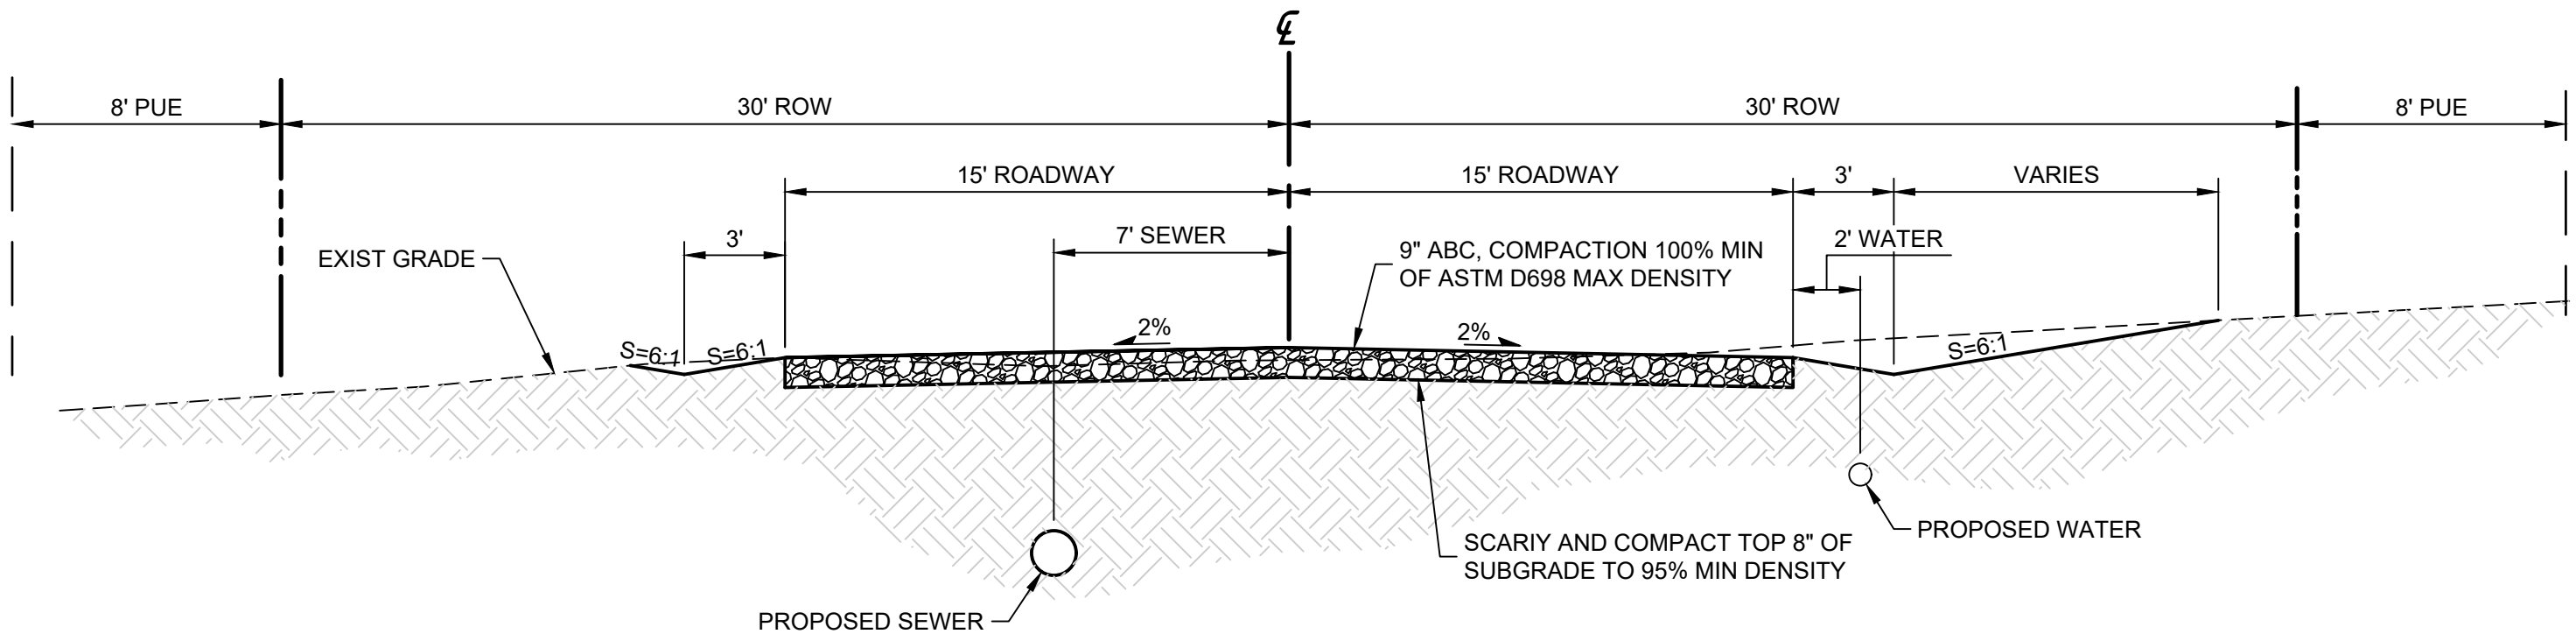 ℄
8' PUE
30' ROW
30' ROW
8' PUE
15' ROADWAY
15' ROADWAY
3'
VARIES
3'
7' SEWER
2' WATER
EXIST GRADE
9" ABC, COMPACTION 100% MIN
OF ASTM D698 MAX DENSITY
2%
2%
S=6:1
S=6:1
S=6:1
PROPOSED WATER
SCARIY AND COMPACT TOP 8" OF
SUBGRADE TO 95% MIN DENSITY
PROPOSED SEWER